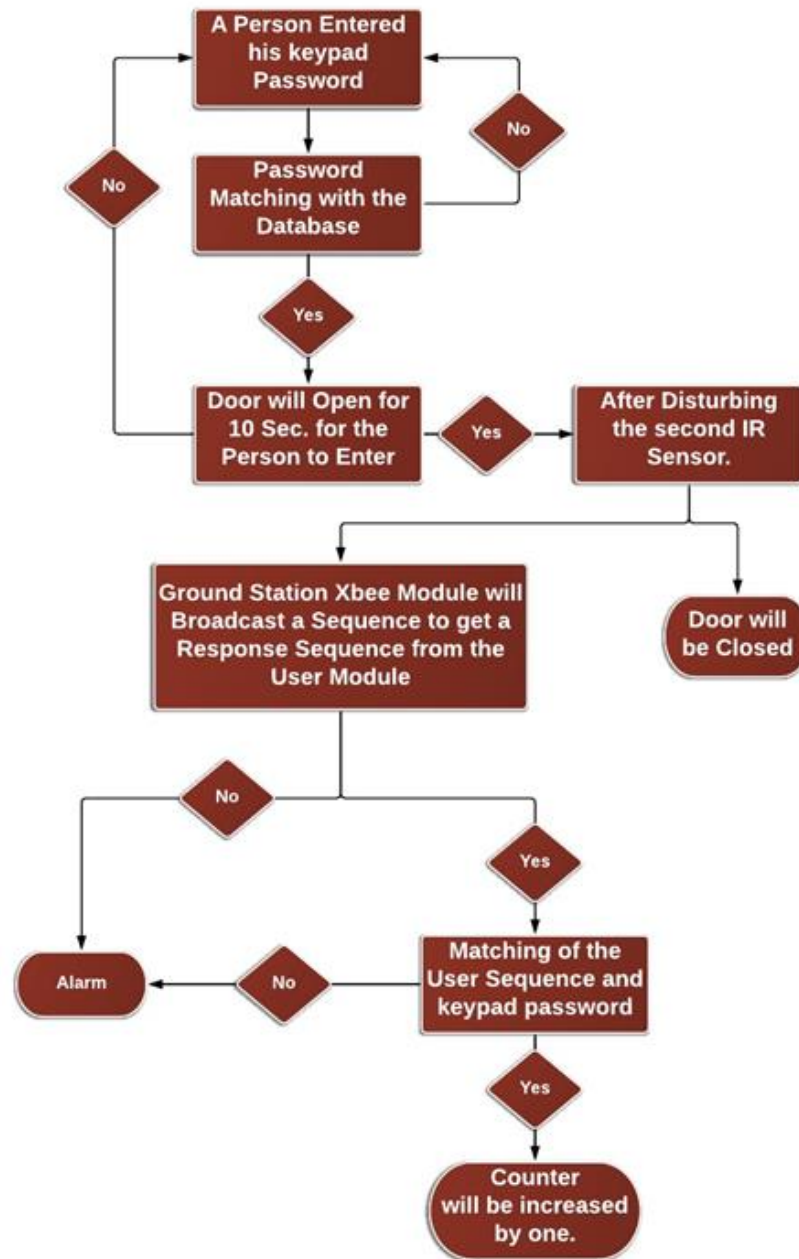 A Person Entered
his keypad
Password
No
No
Password
Matching with the
Database
Yes
Door will Open for
10 Sec. for the
Person to Enter
Yes
After Disturbing
the second IR
Sensor.
Ground Station Xbee Module will
Broadcast a Sequence to get a
Response Sequence from the
User Module
Door will
be Closed
No
Yes
Matching of the
User Sequence and
keypad password
No
Alarm
Yes
Counter
will be increased
by one.